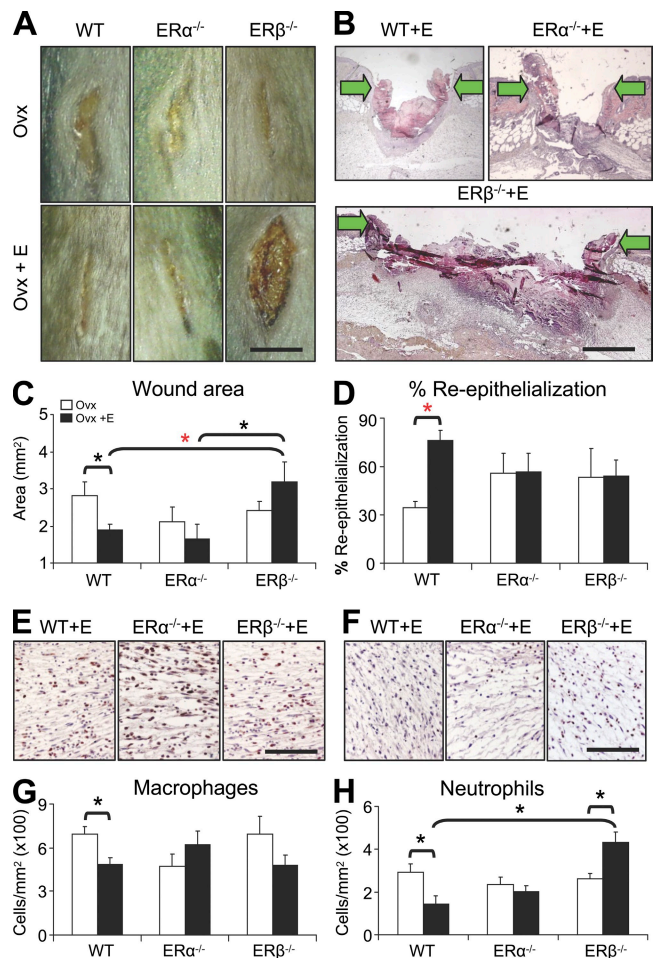 A
WT
ERα-/-
ERβ-/-
Ovx
Ovx + E
B
WT+E
ERα-/-+E
ERβ-/-+E
C
Wound area
Ovx
Ovx +E
Area (mm²)
5
4
3
2
1
*
*
*
WT
ERα-/-
ERβ-/-
D
% Re-epithelialization
% Re-epithelialization
90
60
30
0
*
WT
ERα-/-
ERβ-/-
E
WT+E
ERα-/-+E
ERβ-/-+E
F
WT+E
ERα-/-+E
ERβ-/-+E
G
Macrophages
Cells/mm² (x100)
9
6
3
0
*
WT
ERα-/-
ERβ-/-
H
Neutrophils
Cells/mm² (x100)
6
4
2
0
*
*
*
WT
ERα-/-
ERβ-/-